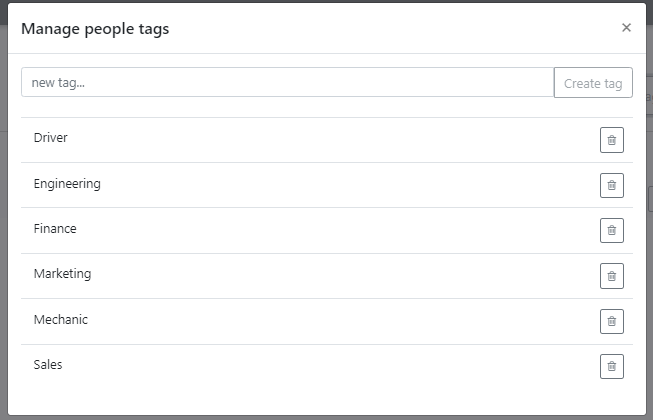 Manage people tags
new tag...
Create tag
Driver
Engineering
Finance
Marketing
Mechanic
Sales